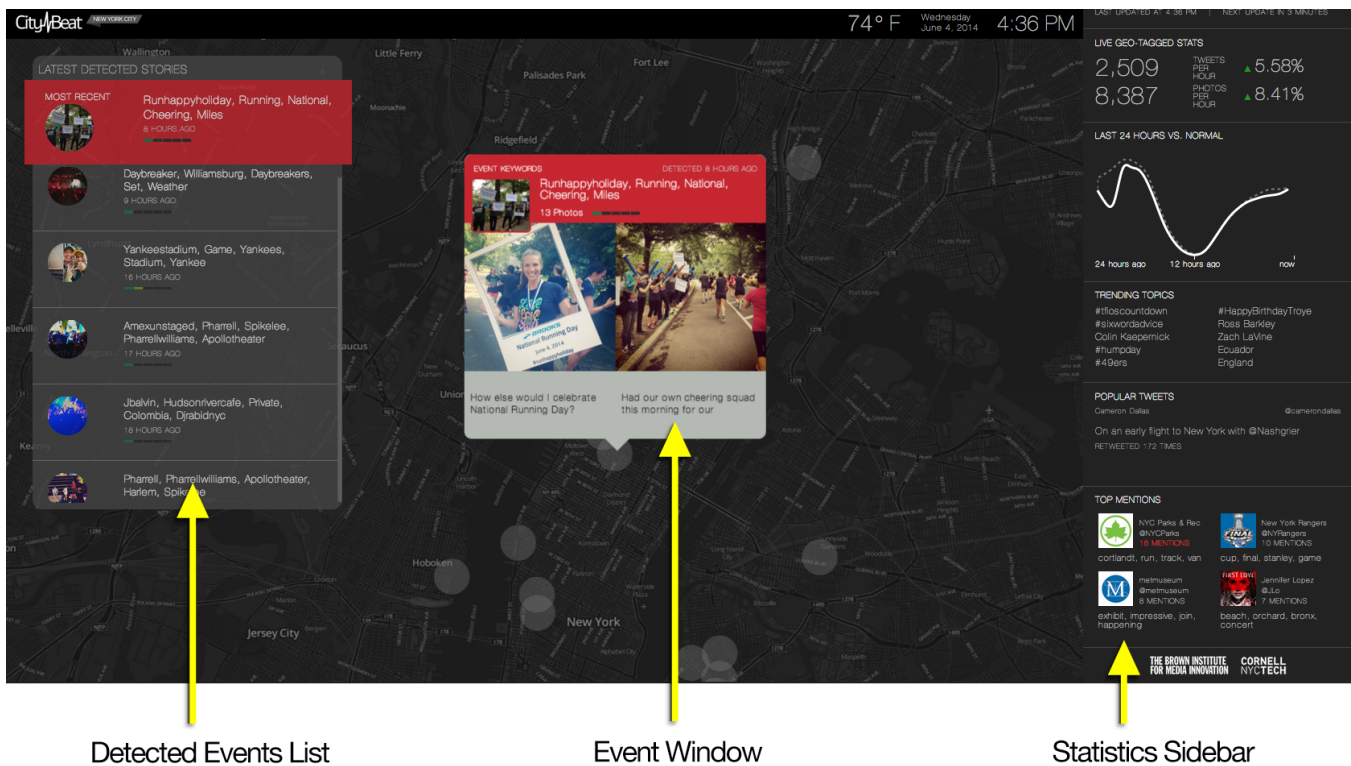 CityBeat NEW YORK CITY
74° F Wednesday June 4, 2014 4:36 PM
LATEST DETECTED STORIES
MOST RECENT
Runhappyholiday, Running, National,
Cheering, Miles
8 HOURS AGO
Daybreaker, Williamsburg, Daybreakers,
Set, Weather
9 HOURS AGO
Yankeestadium, Game, Yankees,
Stadium, Yankee
16 HOURS AGO
Amexunstaged, Pharrell, Spikelee,
Pharrellwilliams, Apollotheater
17 HOURS AGO
Jbalvin, Hudsonrivercafe, Private,
Colombia, Djrabidnyc
18 HOURS AGO
Pharrell, Pharrellwilliams, Apollotheater,
Harlem, Spikelee
Wallington
Little Ferry
Palisades Park
Fort Lee
Moonachie
Ridgefield
Secaucus
Union
Hoboken
Jersey City
New York
EVENT KEYWORDS DETECTED 8 HOURS AGO
Runhappyholiday, Running, National,
Cheering, Miles
13 Photos
BROOKS
National Running Day
June 4, 2014
#runhappyholiday
How else would I celebrate
National Running Day?
Had our own cheering squad
this morning for our
LAST UPDATED AT 4:36 PM | NEXT UPDATE IN 3 MINUTES
LIVE GEO-TAGGED STATS
2,509 TWEETS PER HOUR ▲5.58%
8,387 PHOTOS PER HOUR ▲8.41%
LAST 24 HOURS VS. NORMAL
24 hours ago 12 hours ago now
TRENDING TOPICS
#tfioscountdown #HappyBirthdayTroye
#sixwordadvice Ross Barkley
Colin Kaepernick Zach LaVine
#humpday Ecuador
#49ers England
POPULAR TWEETS
Cameron Dallas @camerondallas
On an early flight to New York with @Nashgrier
RETWEETED 172 TIMES
TOP MENTIONS
NYC Parks & Rec
@NYCParks
18 MENTIONS
cortlandt, run, track, van
New York Rangers
@NYRangers
10 MENTIONS
cup, final, stanley, game
metmuseum
@metmuseum
8 MENTIONS
exhibit, impressive, join,
happening
FIRST LOVE
Jennifer Lopez
@JLo
7 MENTIONS
beach, orchard, bronx,
concert
THE BROWN INSTITUTE
FOR MEDIA INNOVATION
CORNELL
NYCTECH
Detected Events List
Event Window
Statistics Sidebar